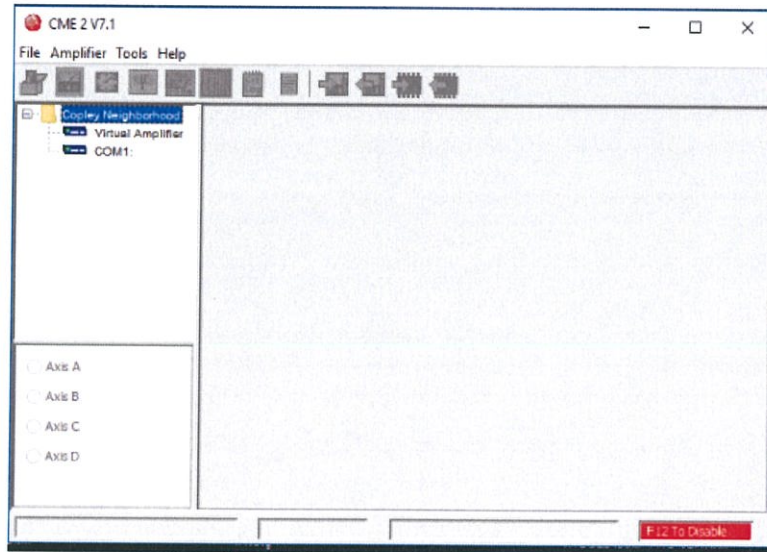 CME 2 V7.1
File Amplifier Tools Help
Copley Neighborhood
Virtual Amplifier
COM1:
Axis A
Axis B
Axis C
Axis D
F12 To Disable